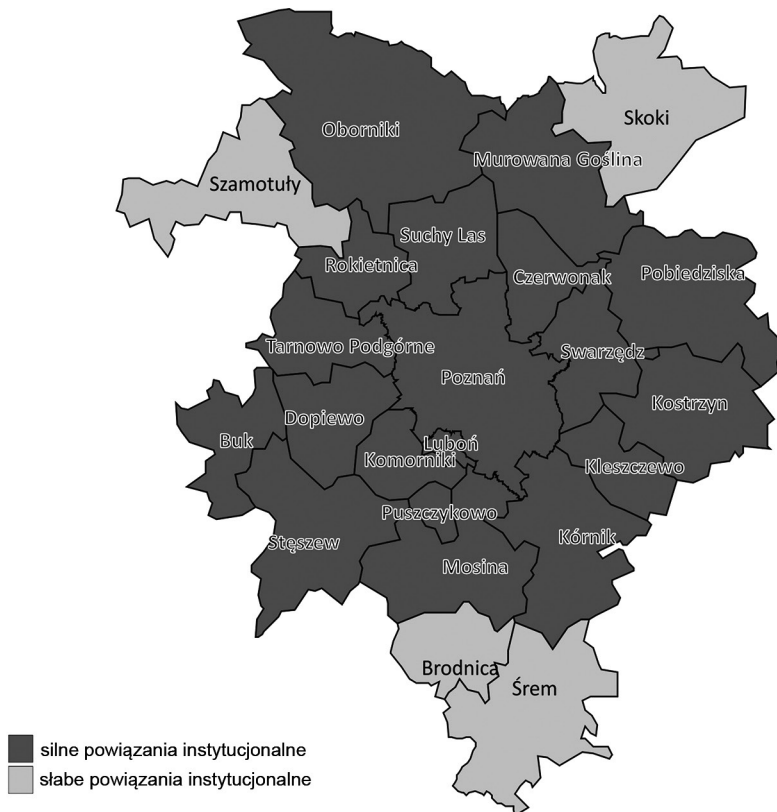 Skoki
Oborniki
Murowana Goślina
Szamotuły
Suchy Las
Rokietnica
Czerwonak
Pobiedziska
Tarnowo Podgórne
Swarzędz
Poznań
Kostrzyn
Dopiewo
Buk
Luboń
Komorniki
Kleszczewo
Puszczykowo
Stęszew
Kórnik
Mosina
Brodnica
Śrem
silne powiązania instytucjonalne
słabe powiązania instytucjonalne